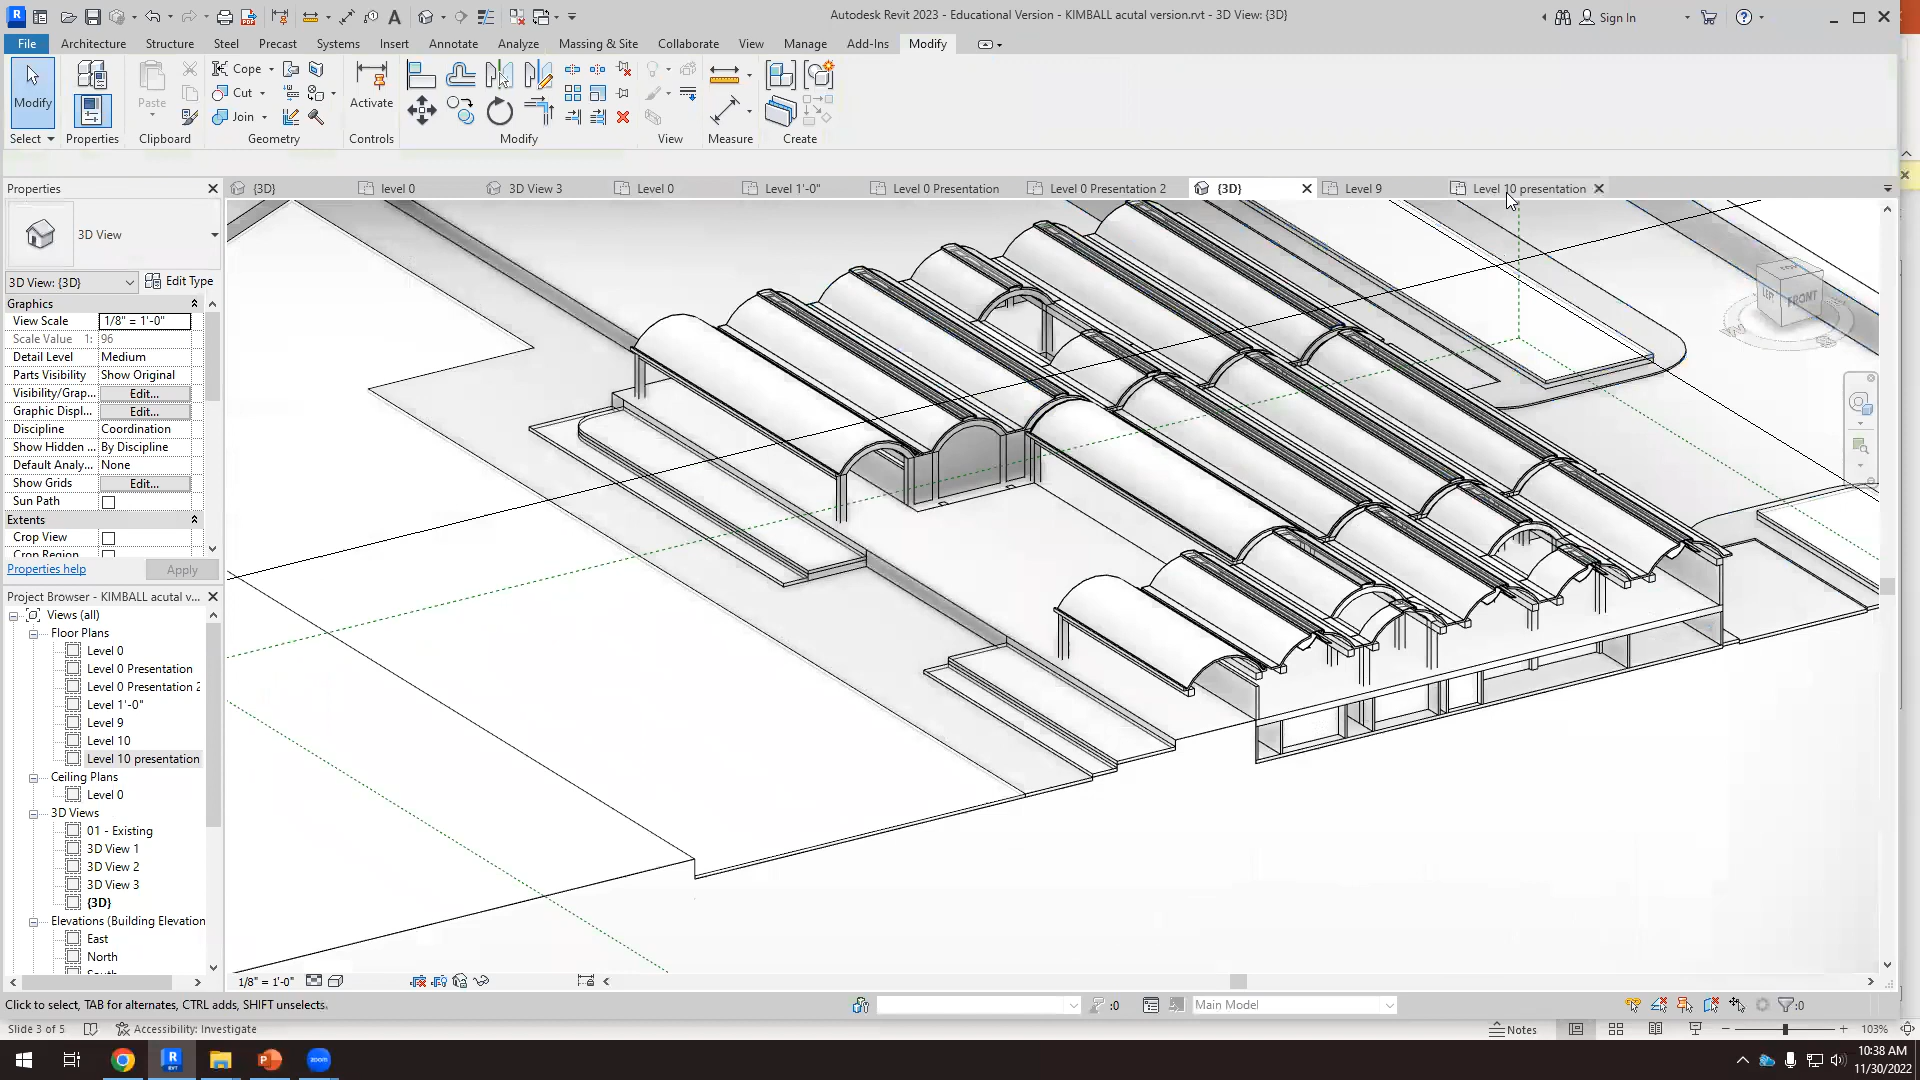 Autodesk Revit 2023 - Educational Version - KIMBALL acutal version.rvt - 3D View: {3D}
Sign In
File Architecture Structure Steel Precast Systems Insert Annotate Analyze Massing & Site Collaborate View Manage Add-Ins Modify
Modify Paste Cope Cut Join Activate
Select Properties Clipboard Geometry Controls Modify View Measure Create
Properties
{3D} level 0 3D View 3 Level 0 Level 1'-0" Level 0 Presentation Level 0 Presentation 2 {3D} Level 9 Level 10 presentation
3D View
3D View: {3D} Edit Type
Graphics
View Scale 1/8" = 1'-0"
Scale Value 1: 96
Detail Level Medium
Parts Visibility Show Original
Visibility/Grap... Edit...
Graphic Displ... Edit...
Discipline Coordination
Show Hidden ... By Discipline
Default Analy... None
Show Grids Edit...
Sun Path
Extents
Crop View
Crop Region
Properties help Apply
Project Browser - KIMBALL acutal v...
Views (all)
Floor Plans
Level 0
Level 0 Presentation
Level 0 Presentation 2
Level 1'-0"
Level 9
Level 10
Level 10 presentation
Ceiling Plans
Level 0
3D Views
01 - Existing
3D View 1
3D View 2
3D View 3
{3D}
Elevations (Building Elevation
East
North
South
LEFT FRONT
1/8" = 1'-0"
Click to select, TAB for alternates, CTRL adds, SHIFT unselects.
:0 Main Model :0
Slide 3 of 5 Accessibility: Investigate Notes 103%
10:38 AM
11/30/2022